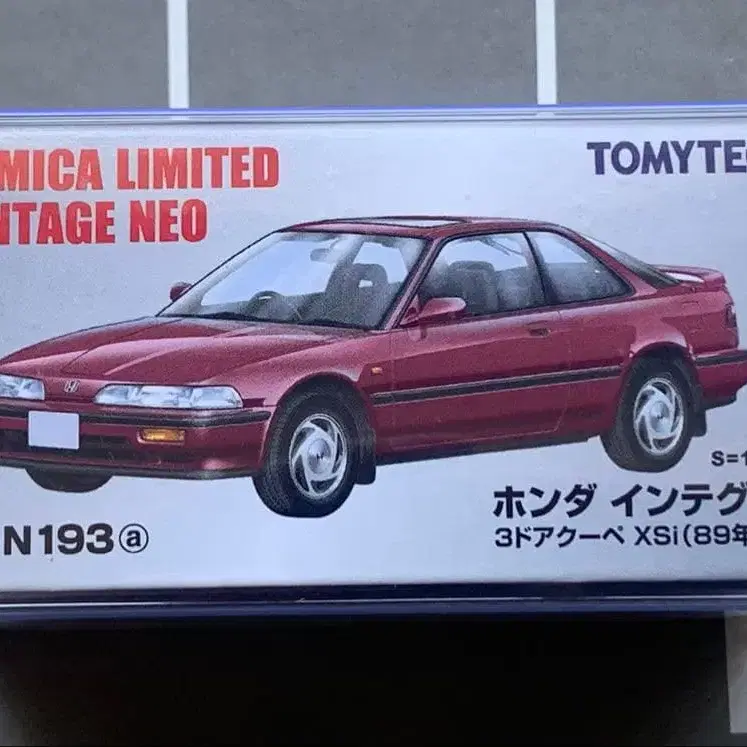 MICA LIMITED
NTAGE NEO
TOMYTE
S=1
N193ⓐ
ホンダ インテグ
3ドアクーペ XSi(89年